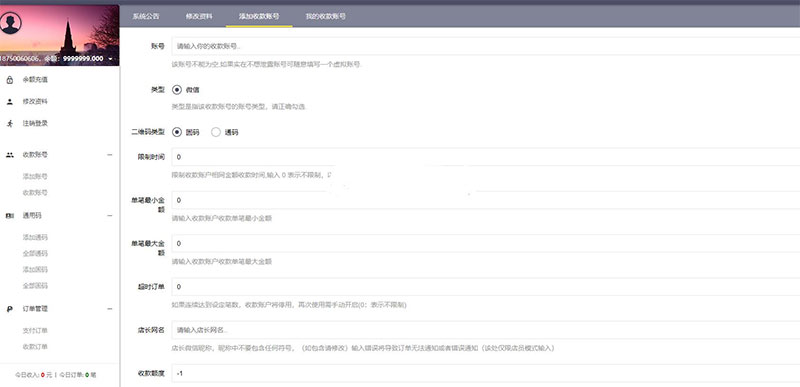 系统公告 修改资料 添加收款账号 我的收款账号
18750060606，余额：9999999.000
余额充值
修改资料
注销登录
收款账号
添加账号
收款账号
通用码
添加通码
全部通码
添加固码
全部固码
订单管理
支付订单
收款订单
今日收入：0 元 | 今日订单：0 笔
账号 请输入你的收款账号..
该账号不能为空,如果实在不想泄露账号可随意填写一个虚拟账号.
类型 微信
类型是指该收款账号的账号类型，请正确勾选.
二维码类型 固码 通码
限制时间 0
限制收款账户相同金额收款时间,输入 0 表示不限制，
单笔最小金额 0
请输入收款账户收款单笔最小金额
单笔最大金额 0
请输入收款账户收款单笔最大金额
超时订单 0
如果连续达到设定笔数，收款账户将停用，再次使用需手动开启(0：表示不限制)
店长网名 请输入店长网名..
店长微信昵称，昵称中不要包含任何符号，（如包含请修改）输入错误将导致订单无法通知或者错误通知（该处仅限店员模式输入）
收款额度 -1